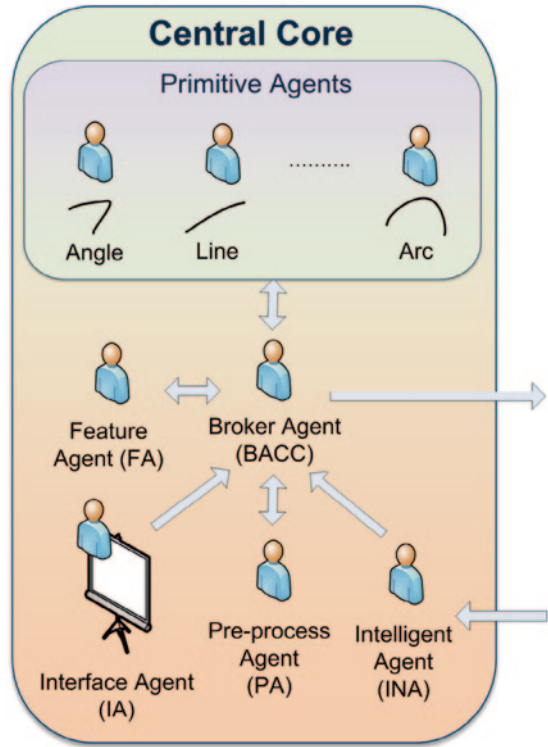 Central Core
Primitive Agents
..........
Angle
Line
Arc
Feature
Agent (FA)
Broker Agent
(BACC)
Interface Agent
(IA)
Pre-process
Agent
(PA)
Intelligent
Agent
(INA)